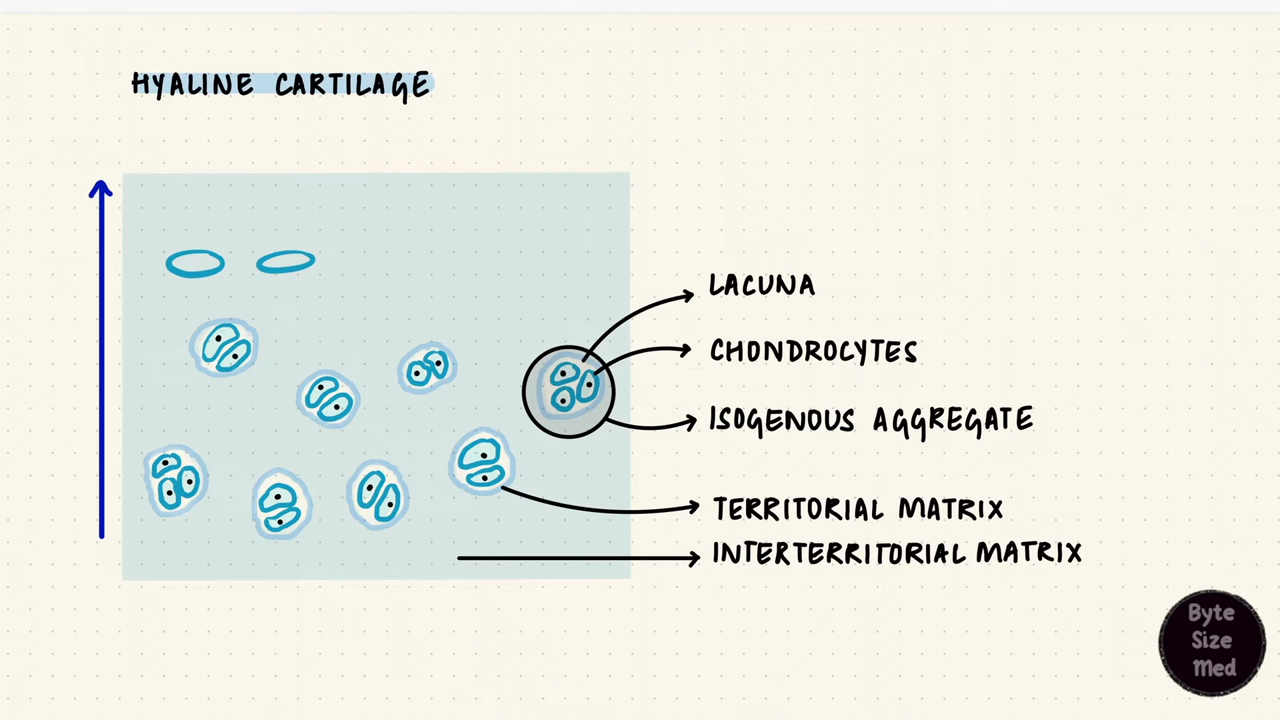 HYALINE CARTILAGE
LACUNA
CHONDROCYTES
ISOGENOUS AGGREGATE
TERRITORIAL MATRIX
INTERTERRITORIAL MATRIX
Byte
Size
Med